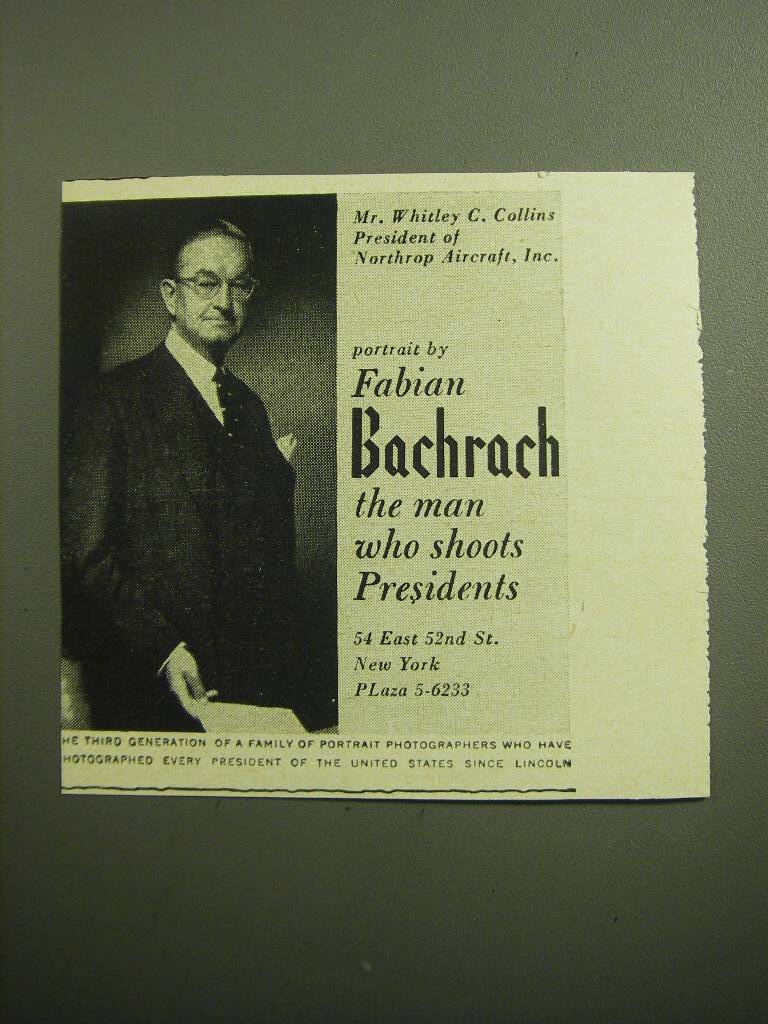 Mr. Whitley C. Collins
President of
Northrop Aircraft, Inc.
portrait by
Fabian
Bachrach
the man
who shoots
Presidents
54 East 52nd St.
New York
PLaza 5-6233
HE THIRD GENERATION OF A FAMILY OF PORTRAIT PHOTOGRAPHERS WHO HAVE
HOTOGRAPHED EVERY PRESIDENT OF THE UNITED STATES SINCE LINCOLN